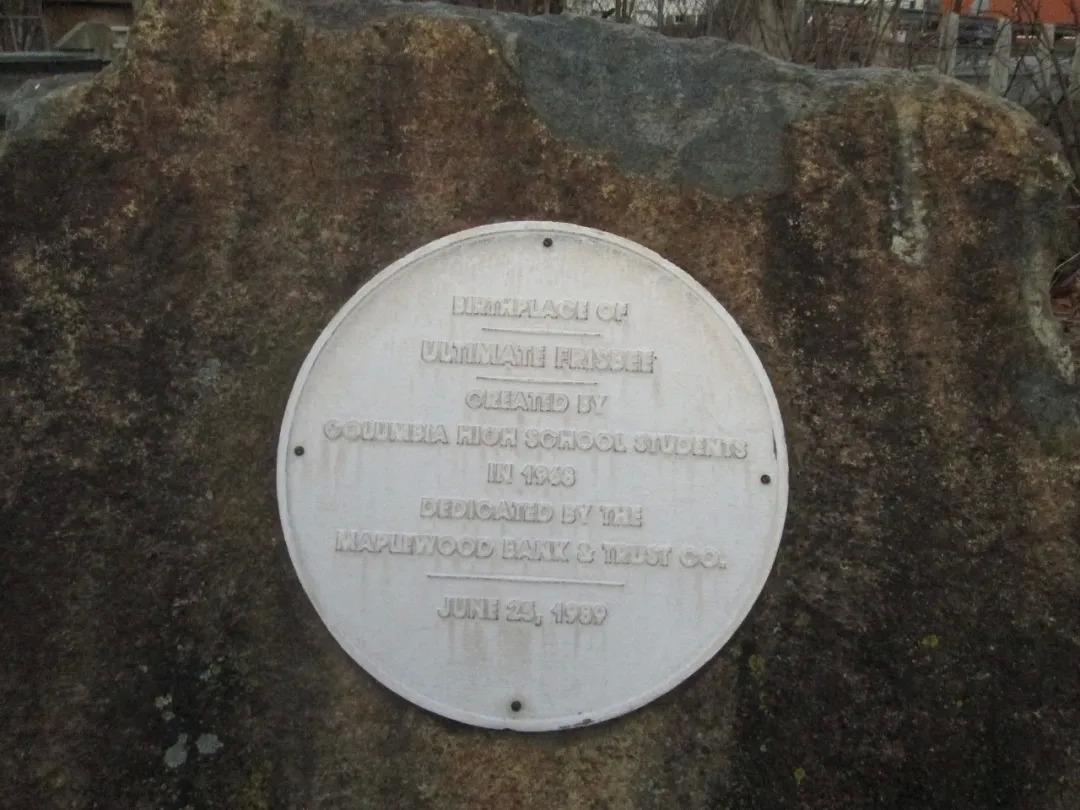 BIRTHPLACE OF
ULTIMATE FRISBEE
CREATED BY
COLUMBIA HIGH SCHOOL STUDENTS
IN 1968
DEDICATED BY THE
MAPLEWOOD BANK & TRUST CO.
JUNE 25, 1989